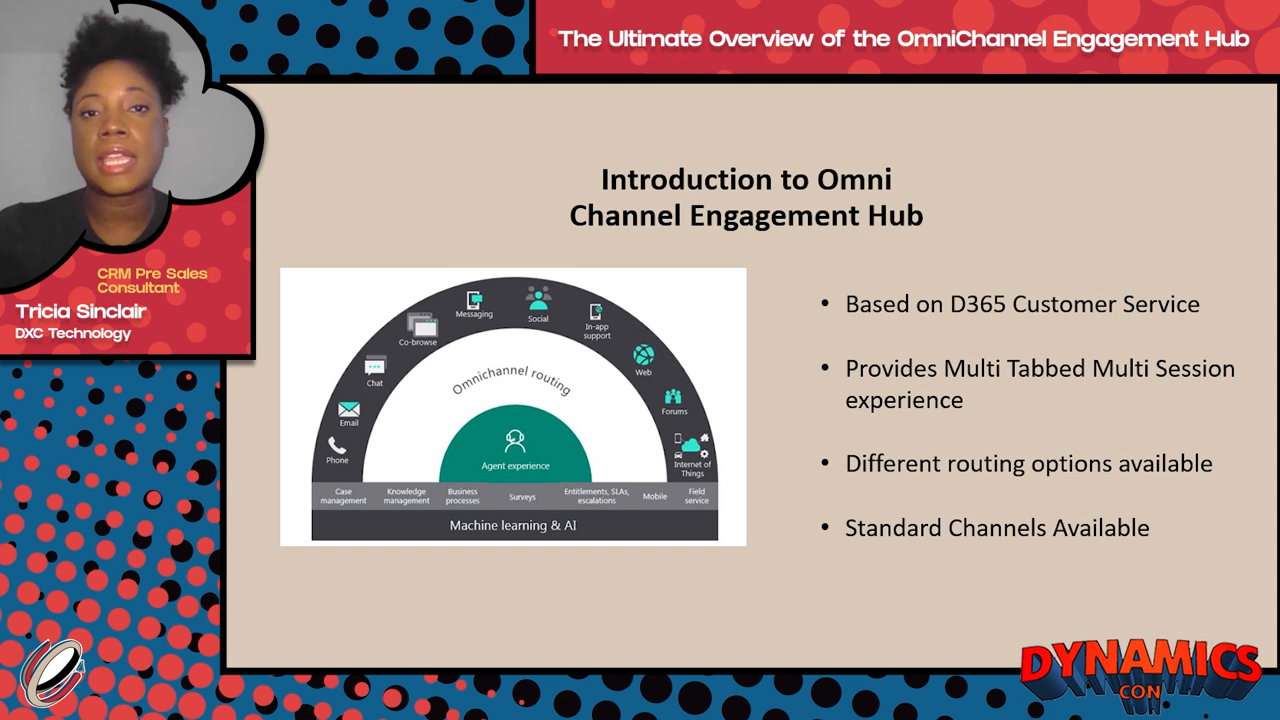 The Ultimate Overview of the OmniChannel Engagement Hub
CRM Pre Sales
Consultant
Tricia Sinclair
DXC Technology
Introduction to Omni
Channel Engagement Hub
Phone
Email
Chat
Co-browse
Messaging
Social
In-app
support
Web
Forums
Internet of
Things
Omnichannel routing
Agent experience
Case
management
Knowledge
management
Business
processes
Surveys
Entitlements, SLAs,
escalations
Mobile
Field
service
Machine learning & AI
• Based on D365 Customer Service
• Provides Multi Tabbed Multi Session
experience
• Different routing options available
• Standard Channels Available
DYNAMICS
CON